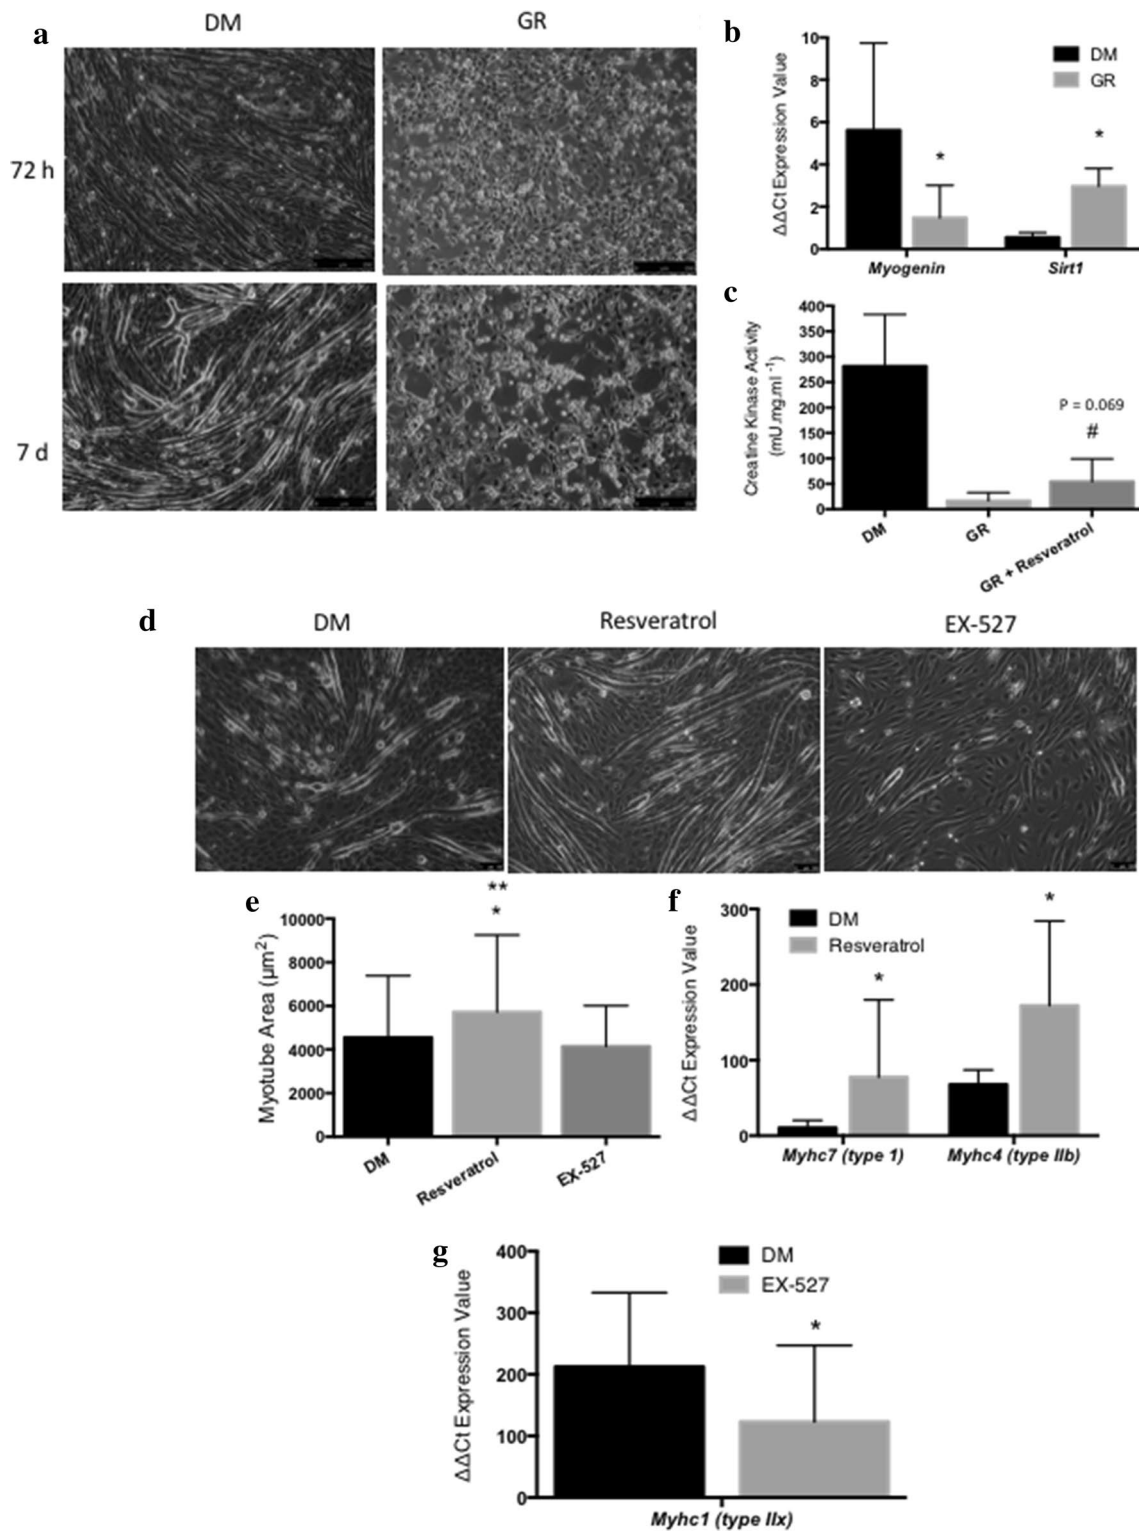 a
DM
GR
72 h
7 d
b
ΔΔCt Expression Value
10
8
6
4
2
0
DM
GR
*
*
Myogenin
Sirt1
c
Creatine Kinase Activity
(mU.mg.ml⁻¹)
400
350
300
250
200
150
100
50
0
P = 0.069
#
DM
GR
GR + Resveratrol
d
DM
Resveratrol
EX-527
e
Myotube Area (µm²)
10000
8000
6000
4000
2000
0
**
*
DM
Resveratrol
EX-527
f
ΔΔCt Expression Value
300
200
100
0
DM
Resveratrol
*
*
Myhc7 (type 1)
Myhc4 (type IIb)
g
ΔΔCt Expression Value
400
300
200
100
0
DM
EX-527
*
Myhc1 (type IIx)